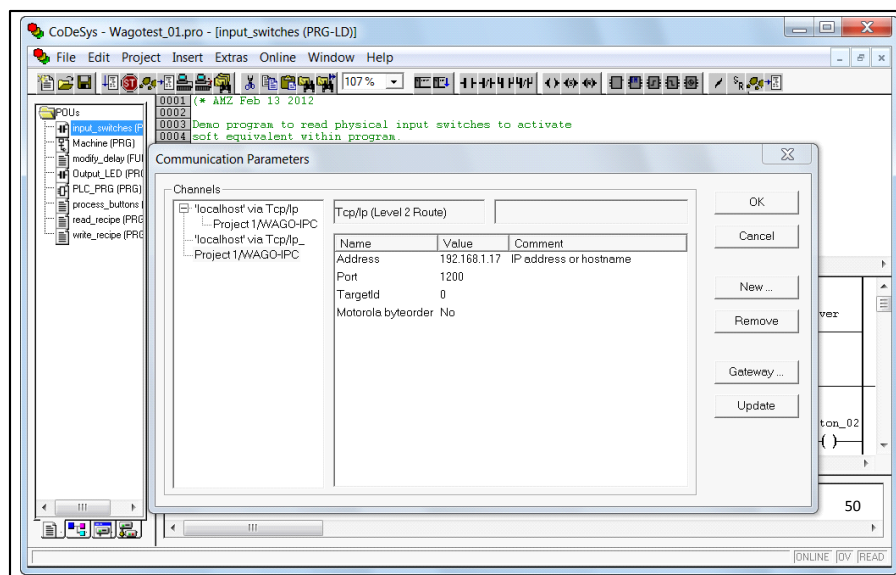 CoDeSys - Wagotest_01.pro - [input_switches (PRG-LD)]
File Edit Project Insert Extras Online Window Help
107 %
POUs
input_switches (P
Machine (PRG)
modify_delay (FU
Output_LED (PR
PLC_PRG (PRG)
process_buttons
read_recipe (PRG
write_recipe (PRG
0001 (* AMZ Feb 13 2012
0002
0003 Demo program to read physical input switches to activate
0004 soft equivalent within program.
Communication Parameters
Channels
'localhost' via Tcp/Ip
Project 1/WAGO-IPC
'localhost' via Tcp/Ip_
Project 1/WAGO-IPC
Tcp/Ip (Level 2 Route)
Name Value Comment
Address 192.168.1.17 IP address or hostname
Port 1200
TargetId 0
Motorola byteorder No
OK
Cancel
New ...
Remove
Gateway ...
Update
ver
ton_02
( )
50
ONLINE OV READ